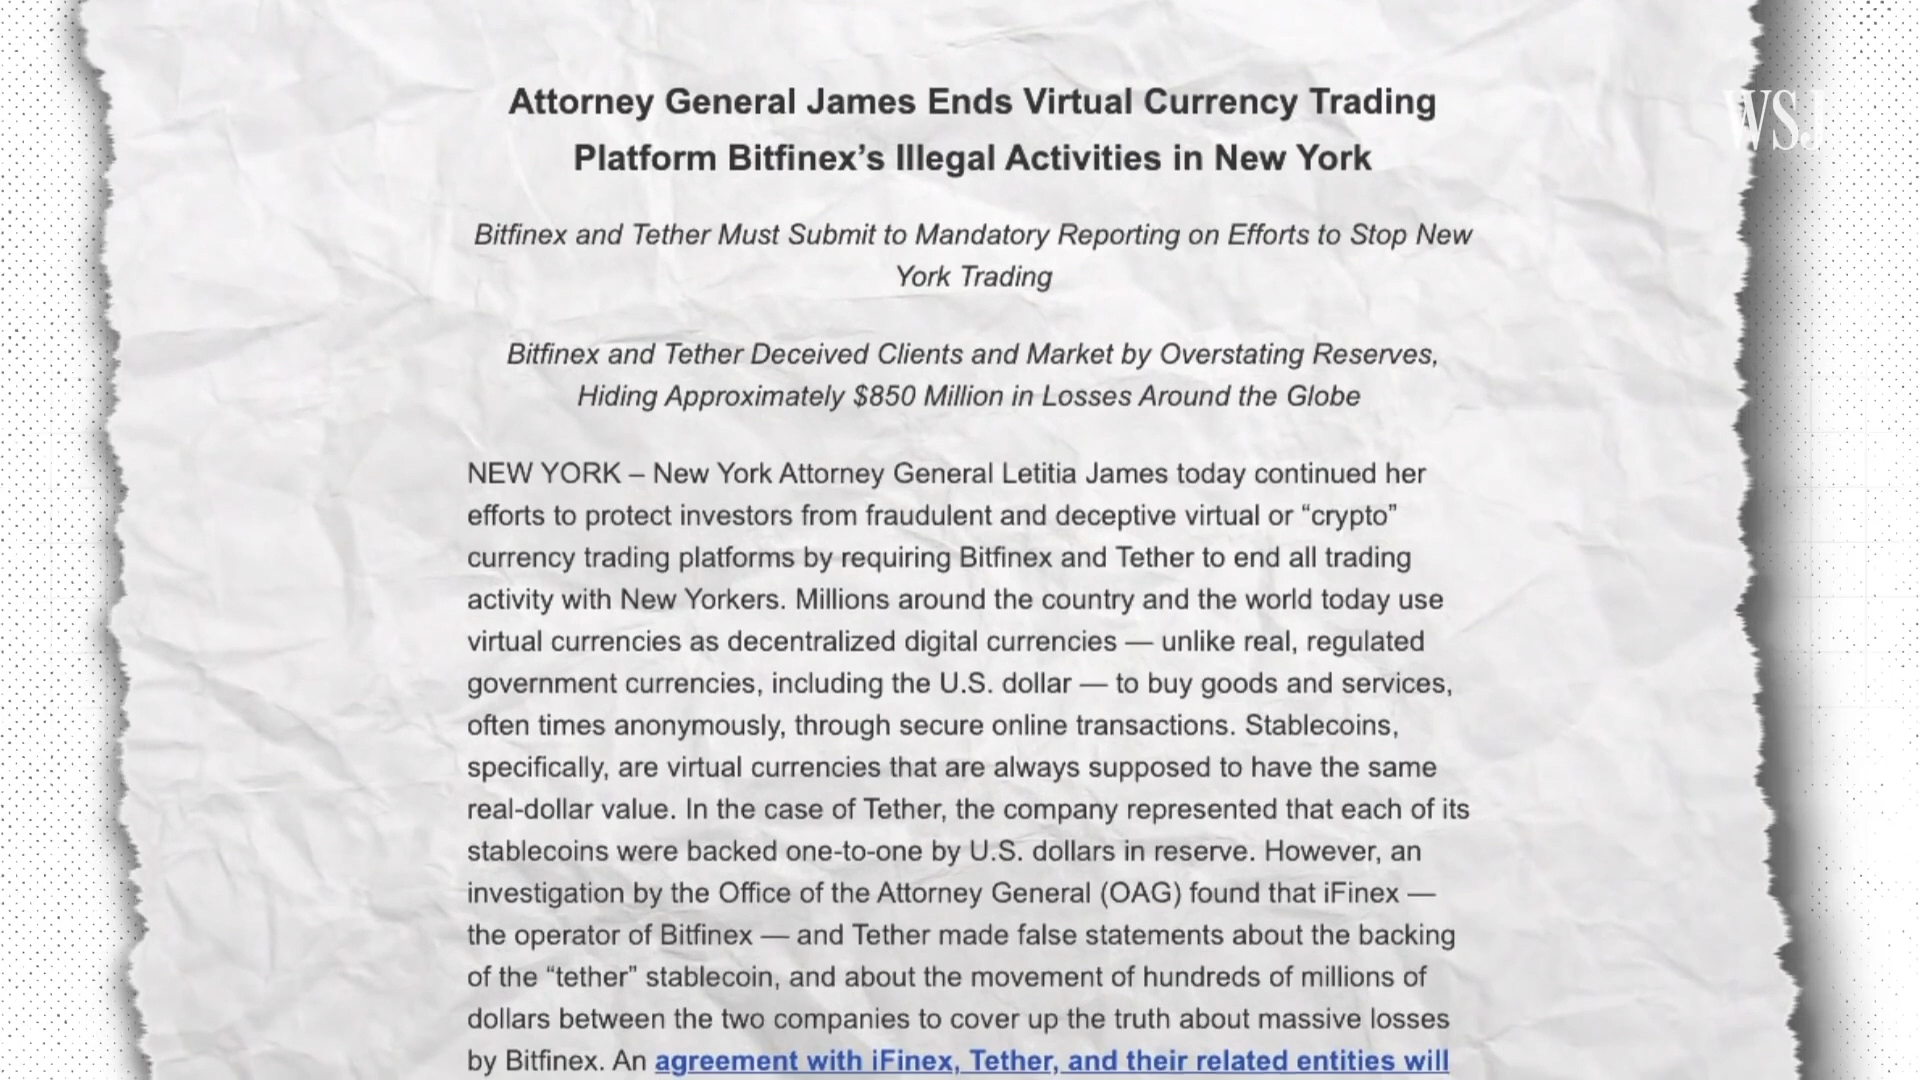 Attorney General James Ends Virtual Currency Trading
Platform Bitfinex’s Illegal Activities in New York
Bitfinex and Tether Must Submit to Mandatory Reporting on Efforts to Stop New
York Trading
Bitfinex and Tether Deceived Clients and Market by Overstating Reserves,
Hiding Approximately $850 Million in Losses Around the Globe
NEW YORK – New York Attorney General Letitia James today continued her
efforts to protect investors from fraudulent and deceptive virtual or “crypto”
currency trading platforms by requiring Bitfinex and Tether to end all trading
activity with New Yorkers. Millions around the country and the world today use
virtual currencies as decentralized digital currencies — unlike real, regulated
government currencies, including the U.S. dollar — to buy goods and services,
often times anonymously, through secure online transactions. Stablecoins,
specifically, are virtual currencies that are always supposed to have the same
real-dollar value. In the case of Tether, the company represented that each of its
stablecoins were backed one-to-one by U.S. dollars in reserve. However, an
investigation by the Office of the Attorney General (OAG) found that iFinex —
the operator of Bitfinex — and Tether made false statements about the backing
of the “tether” stablecoin, and about the movement of hundreds of millions of
dollars between the two companies to cover up the truth about massive losses
by Bitfinex. An agreement with iFinex, Tether, and their related entities will
WSJ